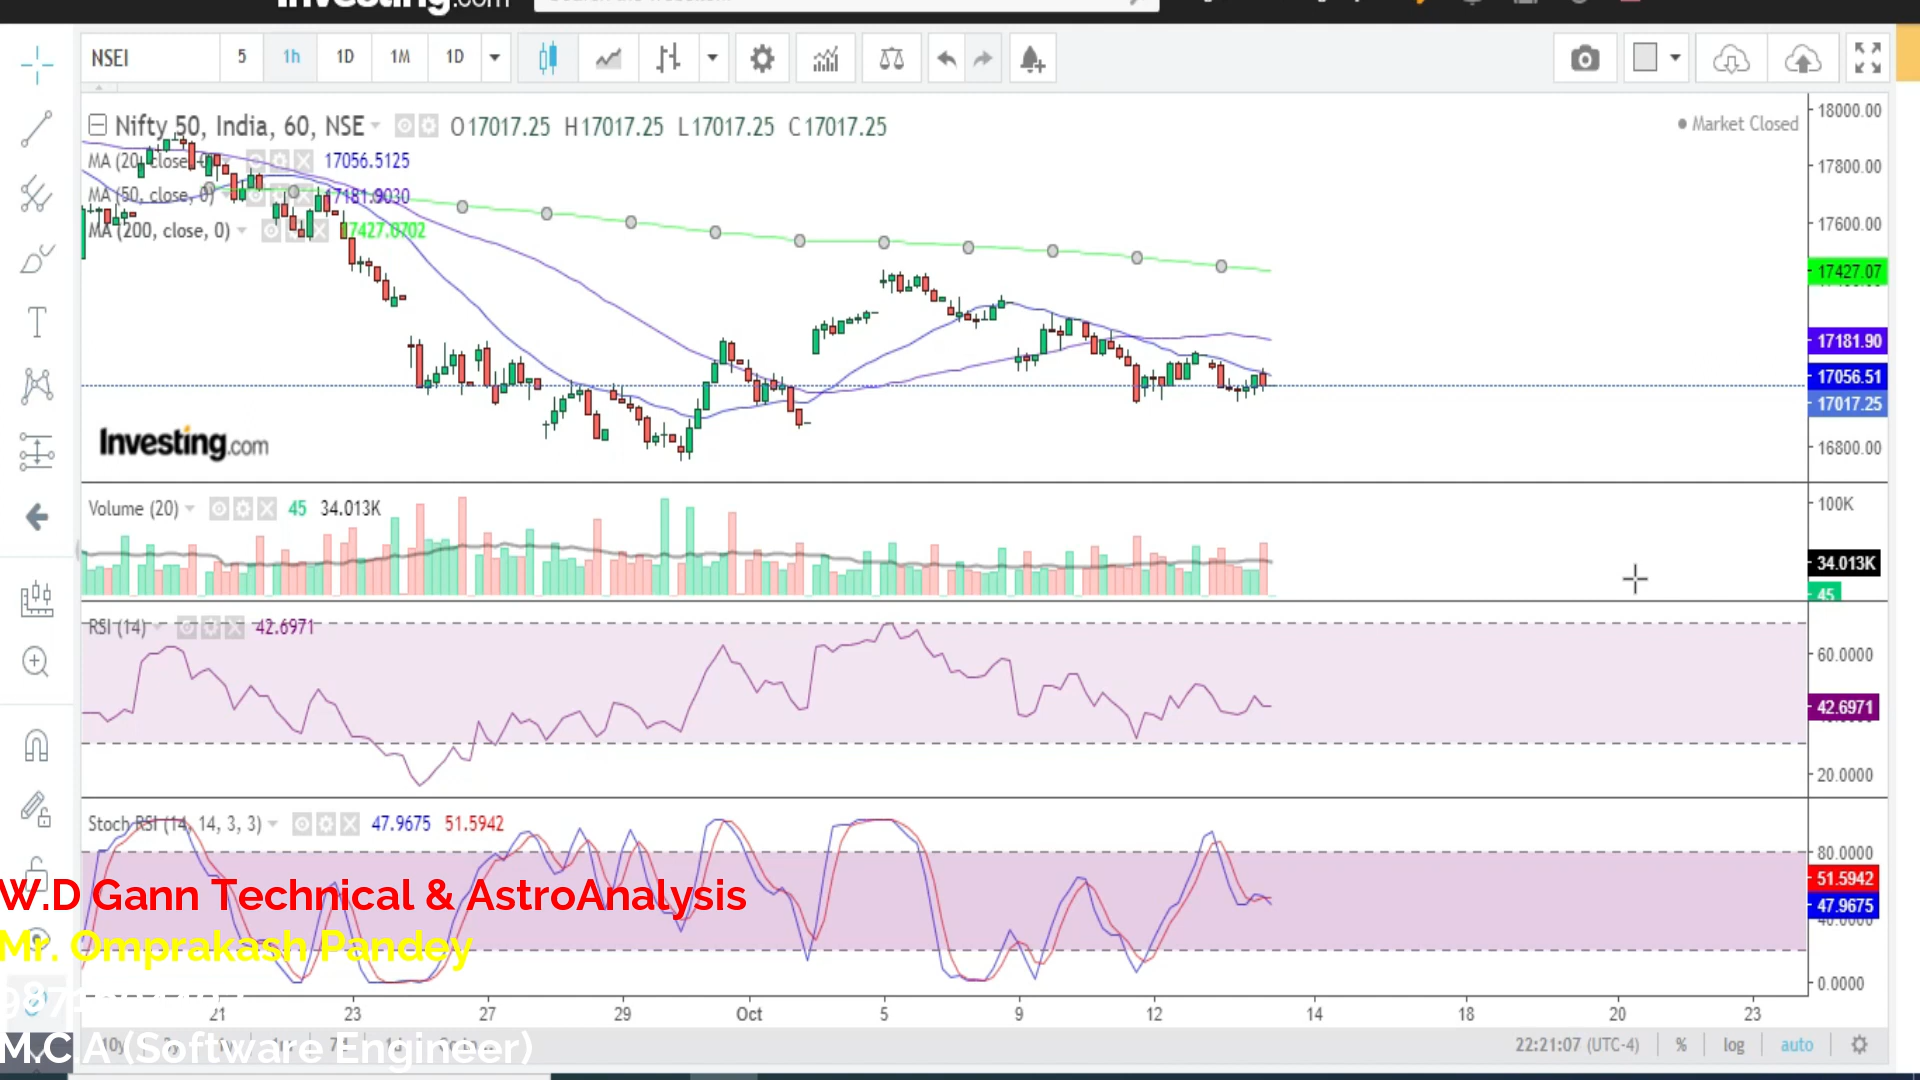 Investing.com
NSEI 5 1h 1D 1M 1D
Nifty 50, India, 60, NSE O17017.25 H17017.25 L17017.25 C17017.25
Market Closed
MA (20, close, 0) 17056.5125
MA (50, close, 0) 17181.9030
MA (200, close, 0) 17427.0702
18000.00
17800.00
17600.00
17427.07
17181.90
17056.51
17017.25
16800.00
Investing.com
Volume (20) 45 34.013K
100K
34.013K
45
RSI (14) 42.6971
60.0000
42.6971
20.0000
Stoch RSI (14, 14, 3, 3) 47.9675 51.5942
80.0000
51.5942
47.9675
40.0000
0.0000
W.D Gann Technical & AstroAnalysis
Mr. Omprakash Pandey
21 23 27 29 Oct 5 9 12 14 18 20 23
M.C.A (Software Engineer)
22:21:07 (UTC-4) % log auto